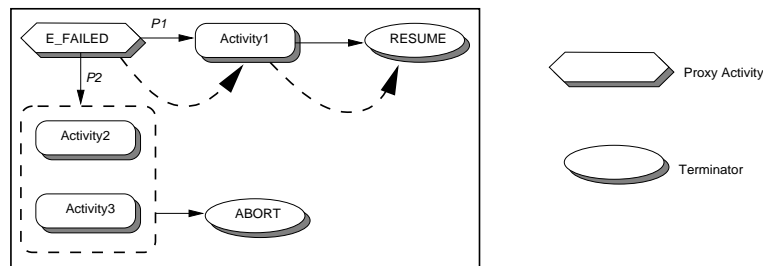 E_FAILED
P1
Activity1
RESUME
P2
Activity2
Activity3
ABORT
Proxy Activity
Terminator